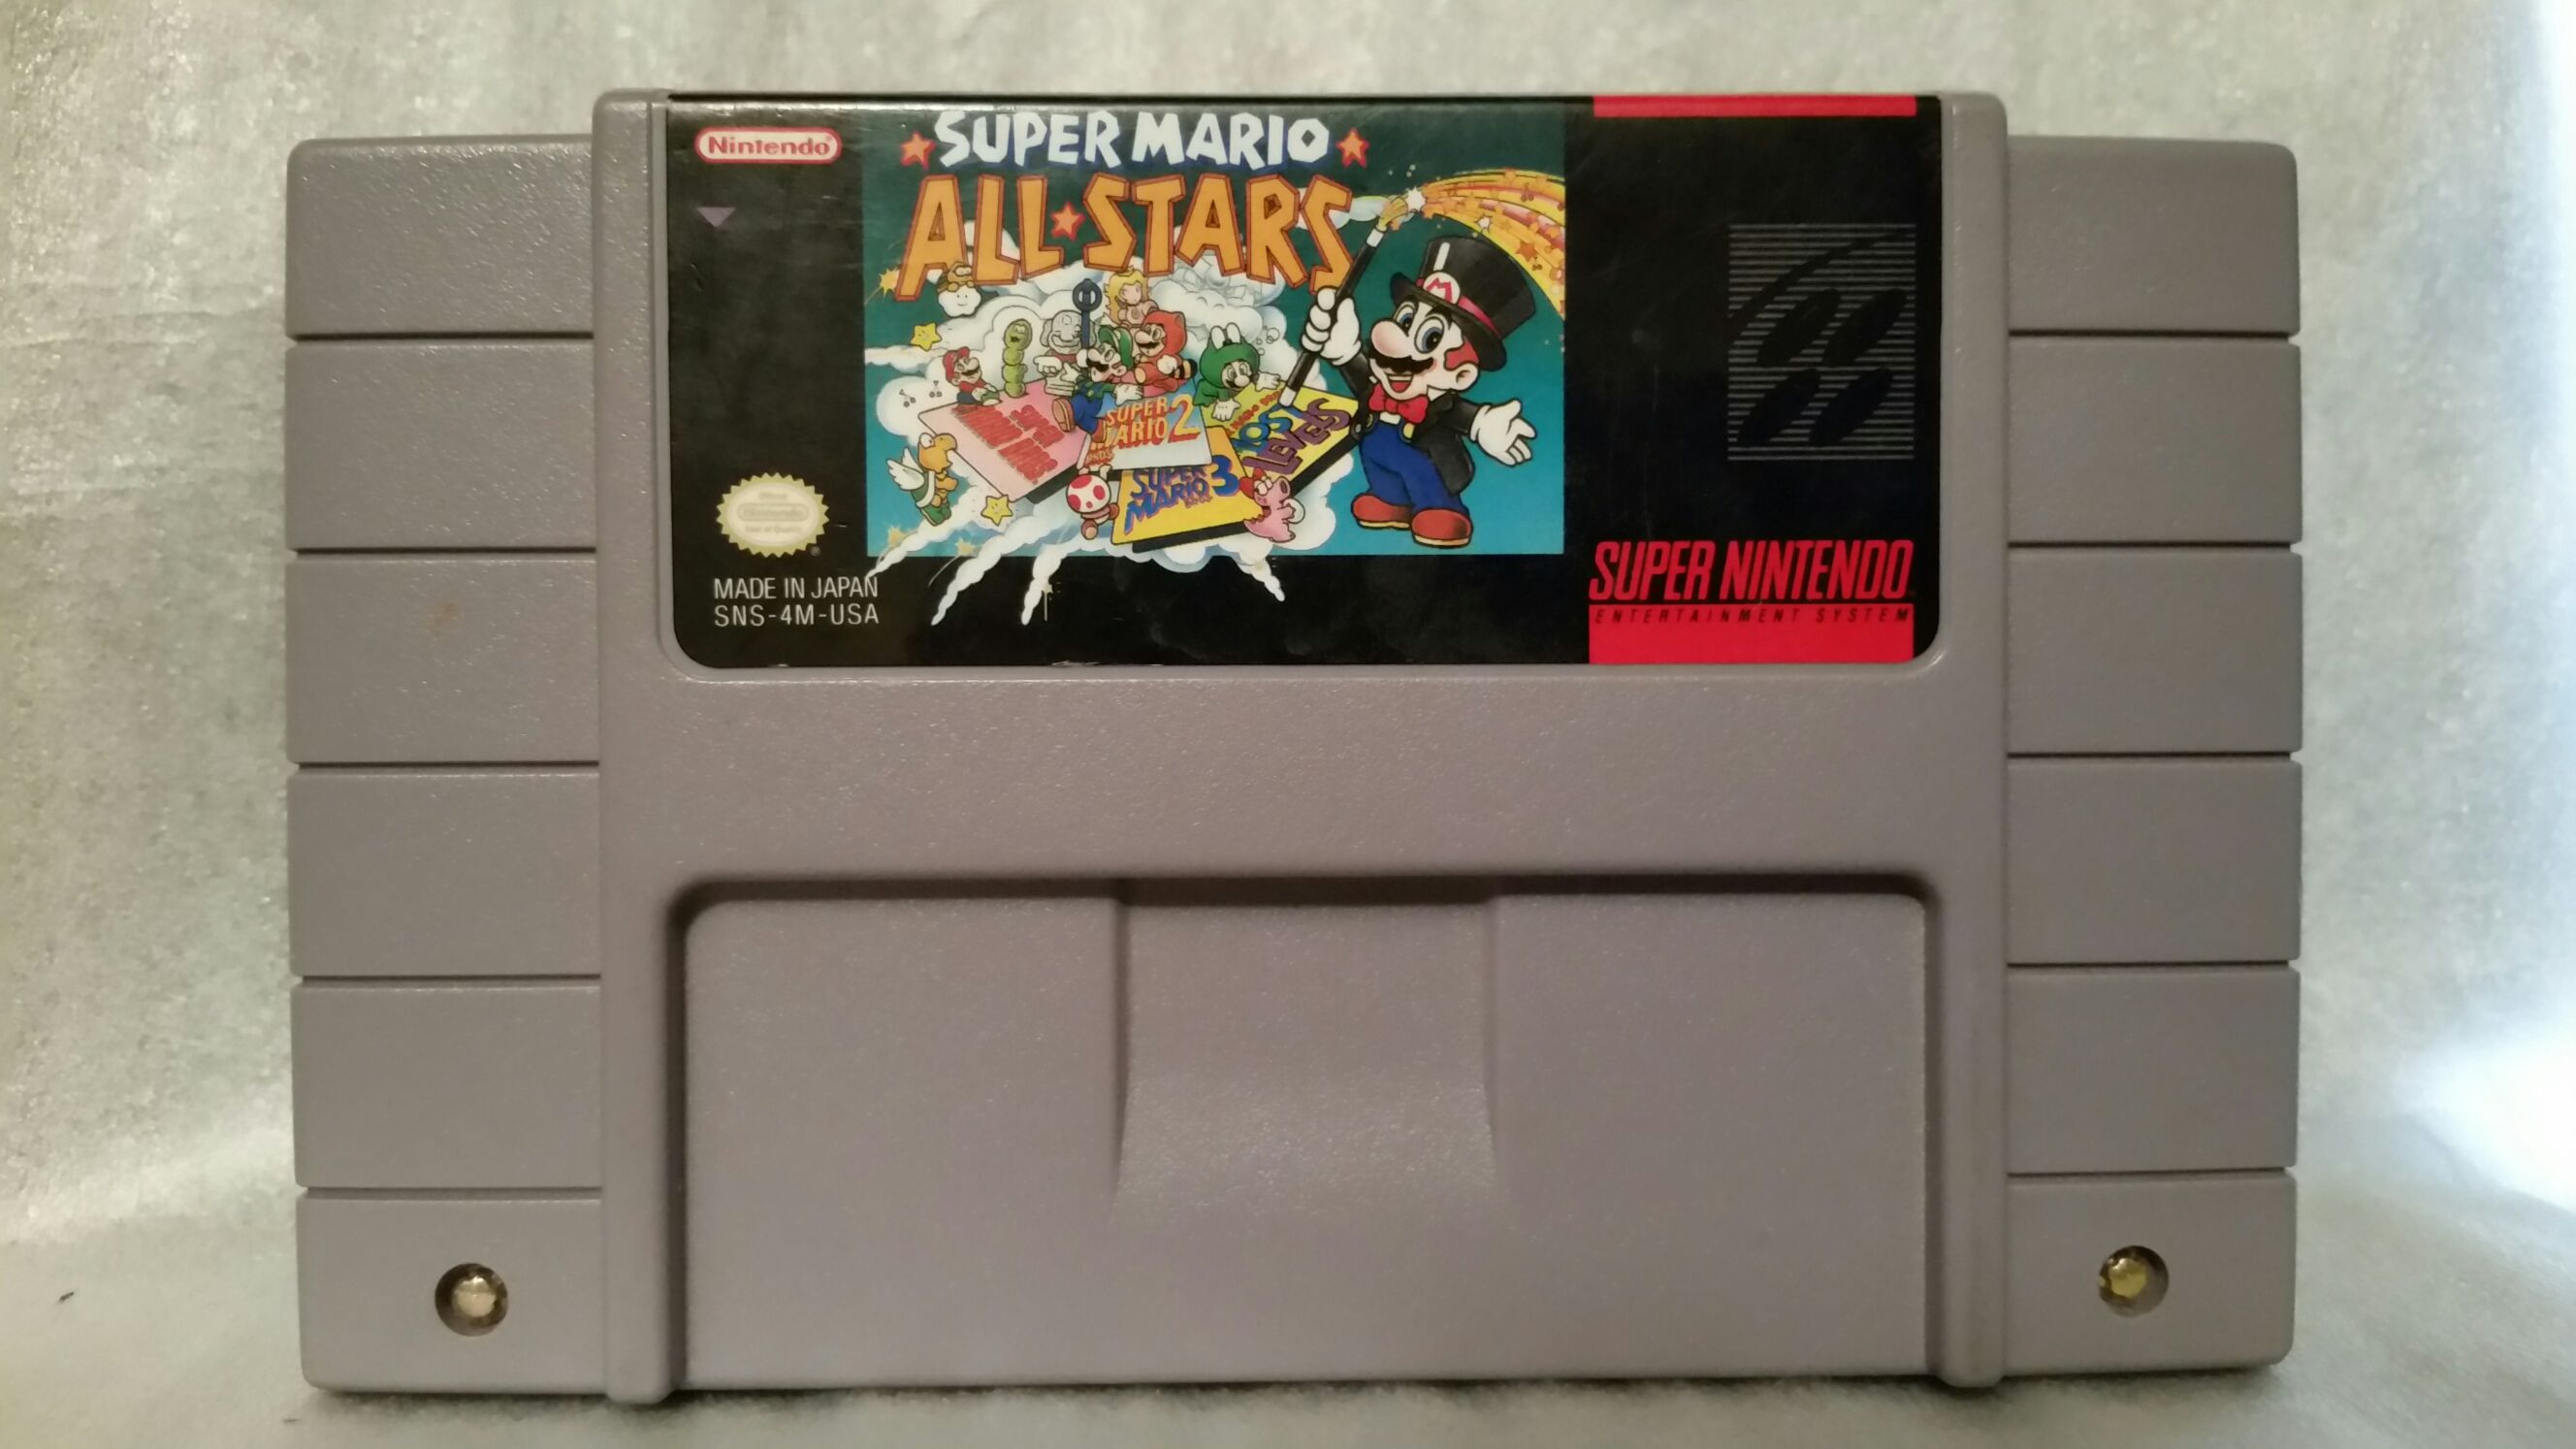 Nintendo
SUPER MARIO
ALL★STARS
M
SUPER
MARIO 2
SUPER
MARIO 3
LEVELS
Nintendo
MADE IN JAPAN
SNS-4M-USA
SUPER NINTENDO
ENTERTAINMENT SYSTEM